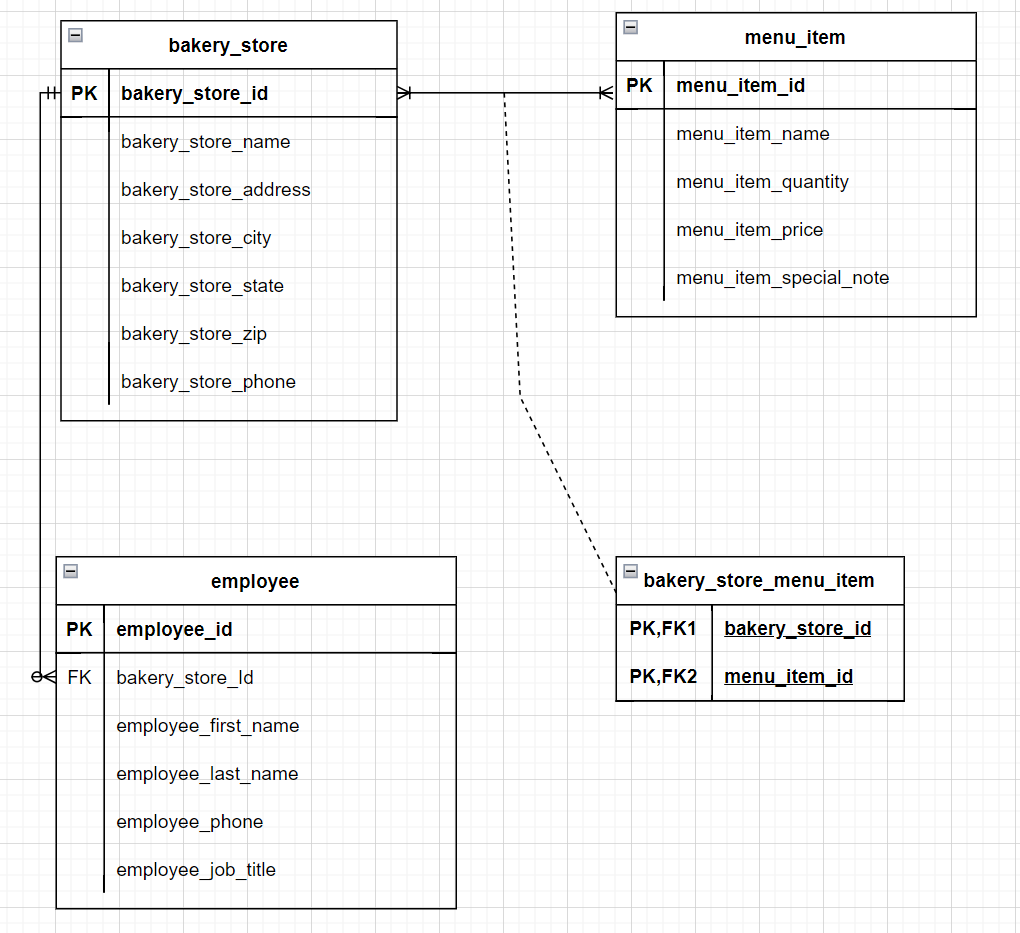 bakery_store
PK bakery_store_id
bakery_store_name
bakery_store_address
bakery_store_city
bakery_store_state
bakery_store_zip
bakery_store_phone
menu_item
PK menu_item_id
menu_item_name
menu_item_quantity
menu_item_price
menu_item_special_note
employee
PK employee_id
FK bakery_store_Id
employee_first_name
employee_last_name
employee_phone
employee_job_title
bakery_store_menu_item
PK,FK1 bakery_store_id
PK,FK2 menu_item_id